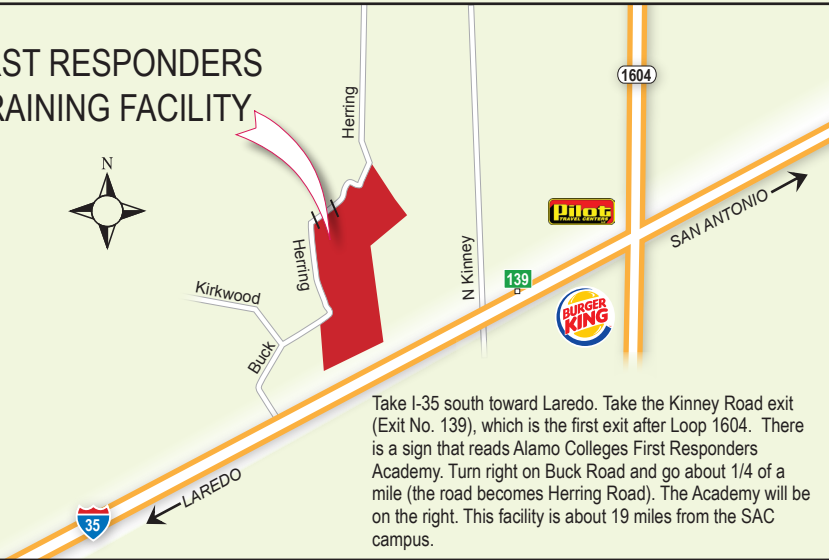 ST RESPONDERS
RAINING FACILITY
N
Herring
1604
Pilot
TRAVEL CENTERS
SAN ANTONIO
N Kinney
139
BURGER
KING
Herring
Kirkwood
Buck
LAREDO
35
Take I-35 south toward Laredo. Take the Kinney Road exit
(Exit No. 139), which is the first exit after Loop 1604.  There
is a sign that reads Alamo Colleges First Responders
Academy. Turn right on Buck Road and go about 1/4 of a
mile (the road becomes Herring Road). The Academy will be
on the right. This facility is about 19 miles from the SAC
campus.